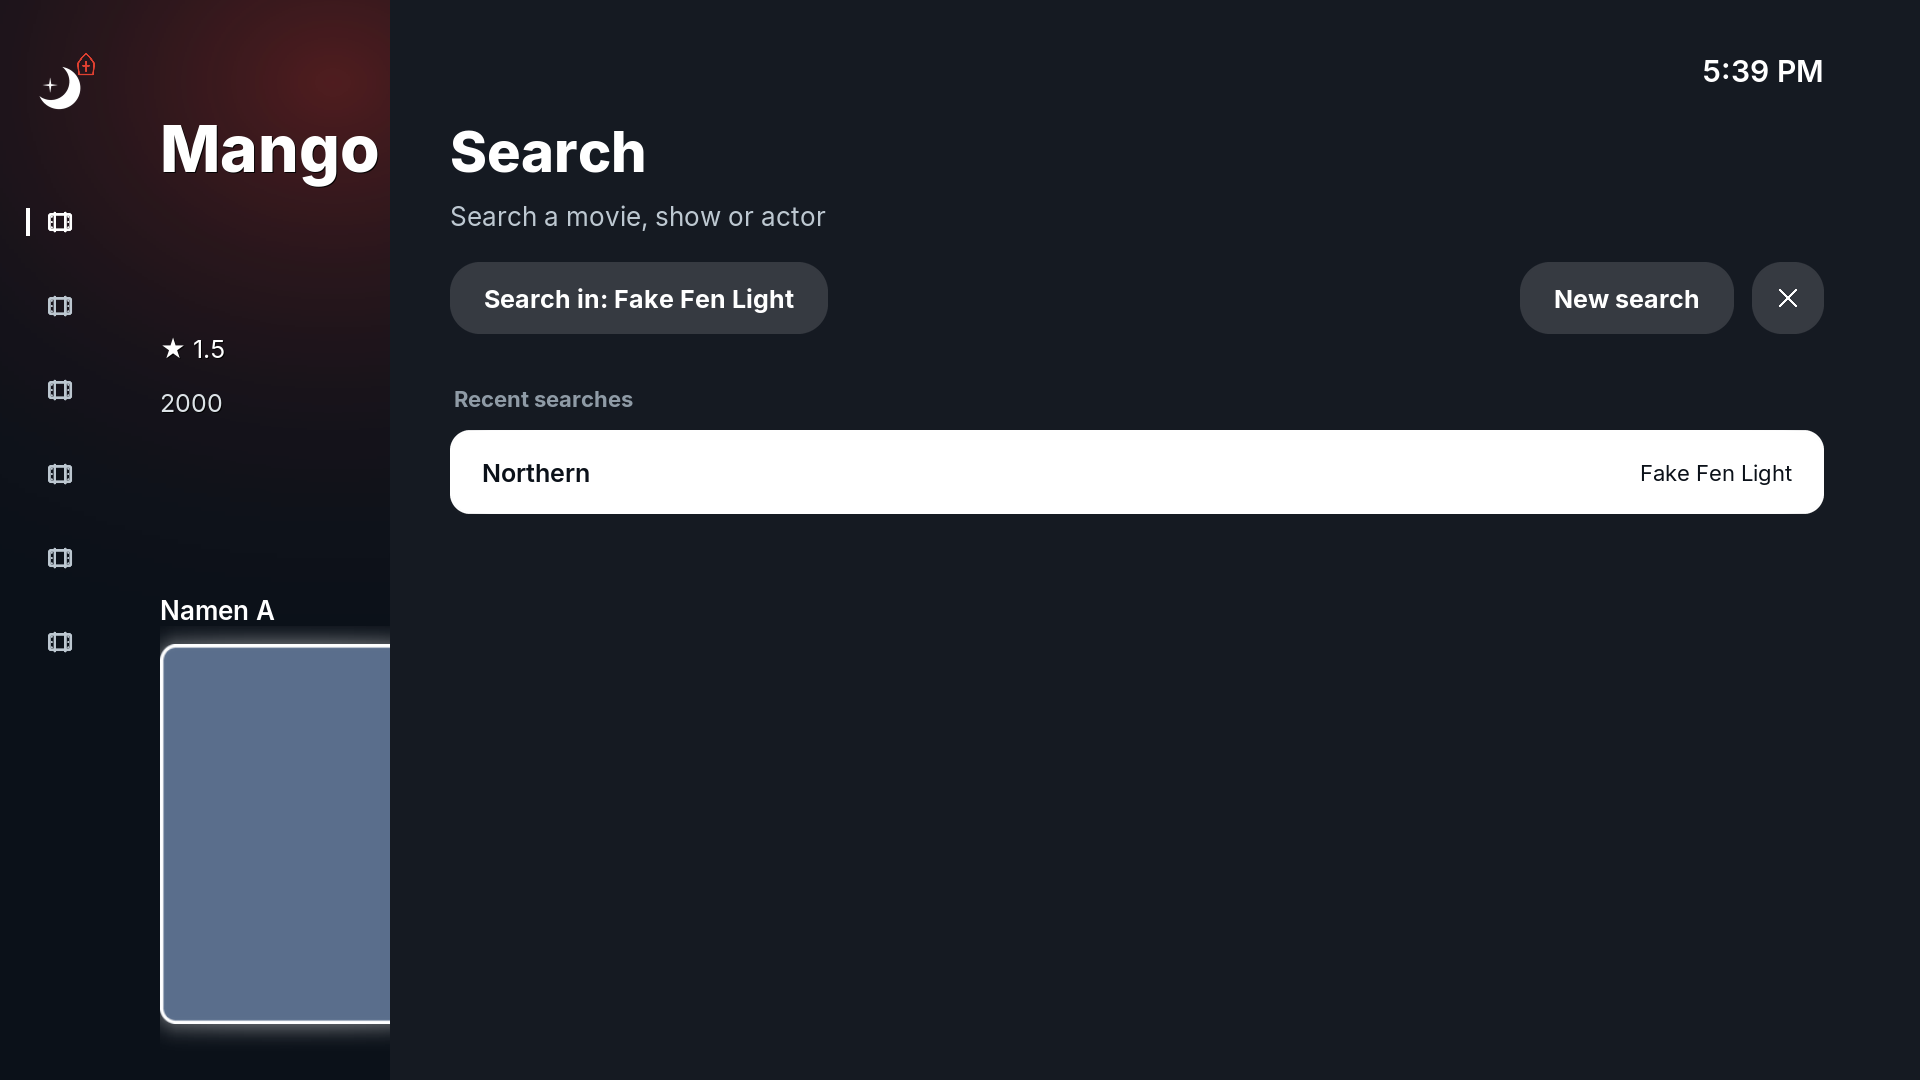 5:39 PM
Mango
Search
Search a movie, show or actor
Search in: Fake Fen Light
New search
★ 1.5
2000
Recent searches
Northern
Fake Fen Light
Namen A